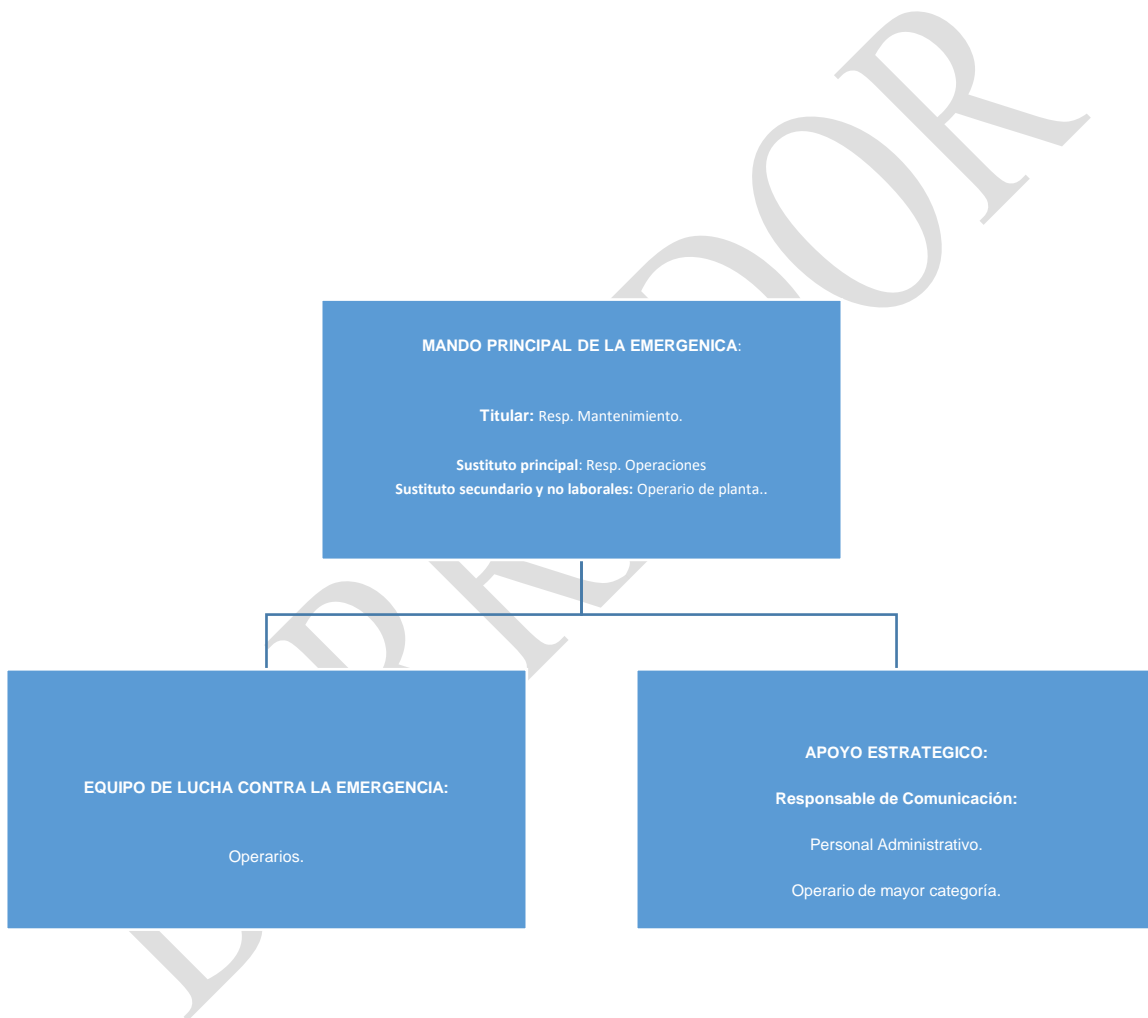 MANDO PRINCIPAL DE LA EMERGENICA:
Titular: Resp. Mantenimiento.
Sustituto principal: Resp. Operaciones
Sustituto secundario y no laborales: Operario de planta..
EQUIPO DE LUCHA CONTRA LA EMERGENCIA:
Operarios.
APOYO ESTRATEGICO:
Responsable de Comunicación:
Personal Administrativo.
Operario de mayor categoría.